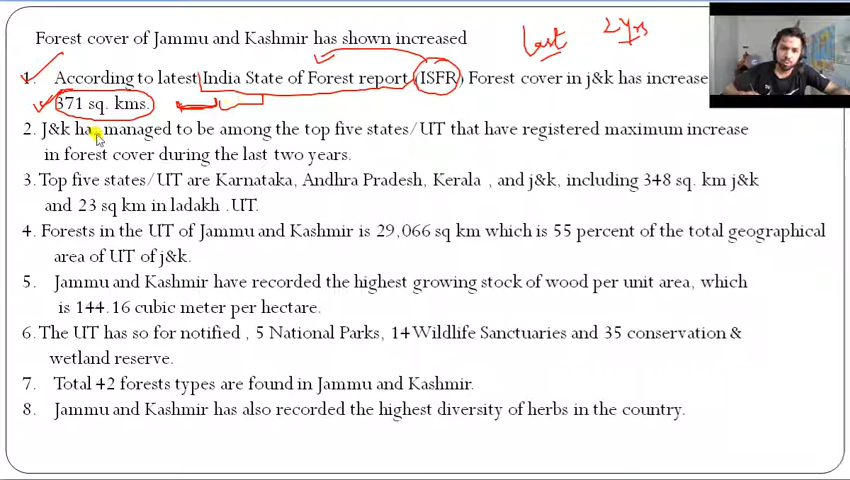 Forest cover of Jammu and Kashmir has shown increased
last 2 yrs
1. According to latest India State of Forest report (ISFR) Forest cover in j&k has increase
371 sq. kms.
2. J&k has managed to be among the top five states/UT that have registered maximum increase
in forest cover during the last two years.
3. Top five states/UT are Karnataka, Andhra Pradesh, Kerala , and j&k, including 348 sq. km j&k
and 23 sq km in ladakh .UT.
4. Forests in the UT of Jammu and Kashmir is 29,066 sq km which is 55 percent of the total geographical
area of UT of j&k.
5. Jammu and Kashmir have recorded the highest growing stock of wood per unit area, which
is 144.16 cubic meter per hectare.
6. The UT has so for notified , 5 National Parks, 14 Wildlife Sanctuaries and 35 conservation &
wetland reserve.
7. Total 42 forests types are found in Jammu and Kashmir.
8. Jammu and Kashmir has also recorded the highest diversity of herbs in the country.